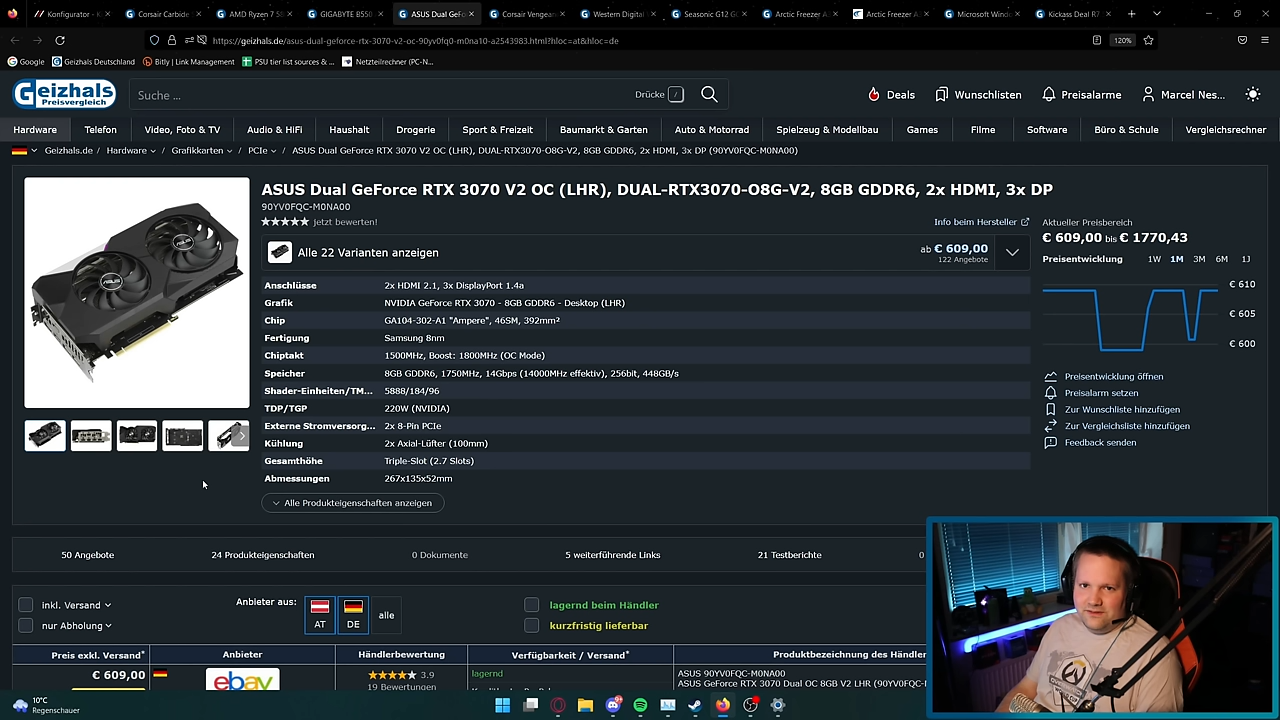 Konfigurator - K
Corsair Carbide
AMD Ryzen 7 5
GIGABYTE B550
ASUS Dual GeF
Corsair Vengean
Western Digital
Seasonic G12 GC
Arctic Freezer A
Arctic Freezer A
Microsoft Wind
Kickass Deal R7
https://geizhals.de/asus-dual-geforce-rtx-3070-v2-oc-90yv0fq0-m0na10-a2543983.html?hloc=at&hloc=de
120%
Google
Geizhals Deutschland
Bitly | Link Management
PSU tier list sources & ...
Netzteilrechner (PC-N...
Geizhals
Preisvergleich
Suche ...
Drücke /
Deals
Wunschlisten
Preisalarme
Marcel Nes...
Hardware
Telefon
Video, Foto & TV
Audio & HiFi
Haushalt
Drogerie
Sport & Freizeit
Baumarkt & Garten
Auto & Motorrad
Spielzeug & Modellbau
Games
Filme
Software
Büro & Schule
Vergleichsrechner
Geizhals.de / Hardware / Grafikkarten / PCIe / ASUS Dual GeForce RTX 3070 V2 OC (LHR), DUAL-RTX3070-O8G-V2, 8GB GDDR6, 2x HDMI, 3x DP (90YV0FQC-M0NA00)
ASUS Dual GeForce RTX 3070 V2 OC (LHR), DUAL-RTX3070-O8G-V2, 8GB GDDR6, 2x HDMI, 3x DP
90YV0FQC-M0NA00
jetzt bewerten!
Info beim Hersteller
Alle 22 Varianten anzeigen
ab € 609,00
122 Angebote
Anschlüsse 2x HDMI 2.1, 3x DisplayPort 1.4a
Grafik NVIDIA GeForce RTX 3070 - 8GB GDDR6 - Desktop (LHR)
Chip GA104-302-A1 "Ampere", 46SM, 392mm²
Fertigung Samsung 8nm
Chiptakt 1500MHz, Boost: 1800MHz (OC Mode)
Speicher 8GB GDDR6, 1750MHz, 14Gbps (14000MHz effektiv), 256bit, 448GB/s
Shader-Einheiten/TM... 5888/184/96
TDP/TGP 220W (NVIDIA)
Externe Stromversorg... 2x 8-Pin PCIe
Kühlung 2x Axial-Lüfter (100mm)
Gesamthöhe Triple-Slot (2.7 Slots)
Abmessungen 267x135x52mm
Alle Produkteigenschaften anzeigen
Aktueller Preisbereich
€ 609,00 bis € 1770,43
Preisentwicklung 1W 1M 3M 6M 1J
€ 610
€ 605
€ 600
Preisentwicklung öffnen
Preisalarm setzen
Zur Wunschliste hinzufügen
Zur Vergleichsliste hinzufügen
Feedback senden
50 Angebote
24 Produkteigenschaften
0 Dokumente
5 weiterführende Links
21 Testberichte
0
inkl. Versand
nur Abholung
Anbieter aus:
AT
DE
alle
lagernd beim Händler
kurzfristig lieferbar
Preis exkl. Versand*
Anbieter
Händlerbewertung
Verfügbarkeit / Versand*
Produktbezeichnung des Händler
€ 609,00
ebay
3.9
19 Bewertungen
lagernd
ASUS 90YV0FQC-M0NA00
ASUS GeForce RTX 3070 Dual OC 8GB V2 LHR (90YV0FQC-
10°C
Regenschauer